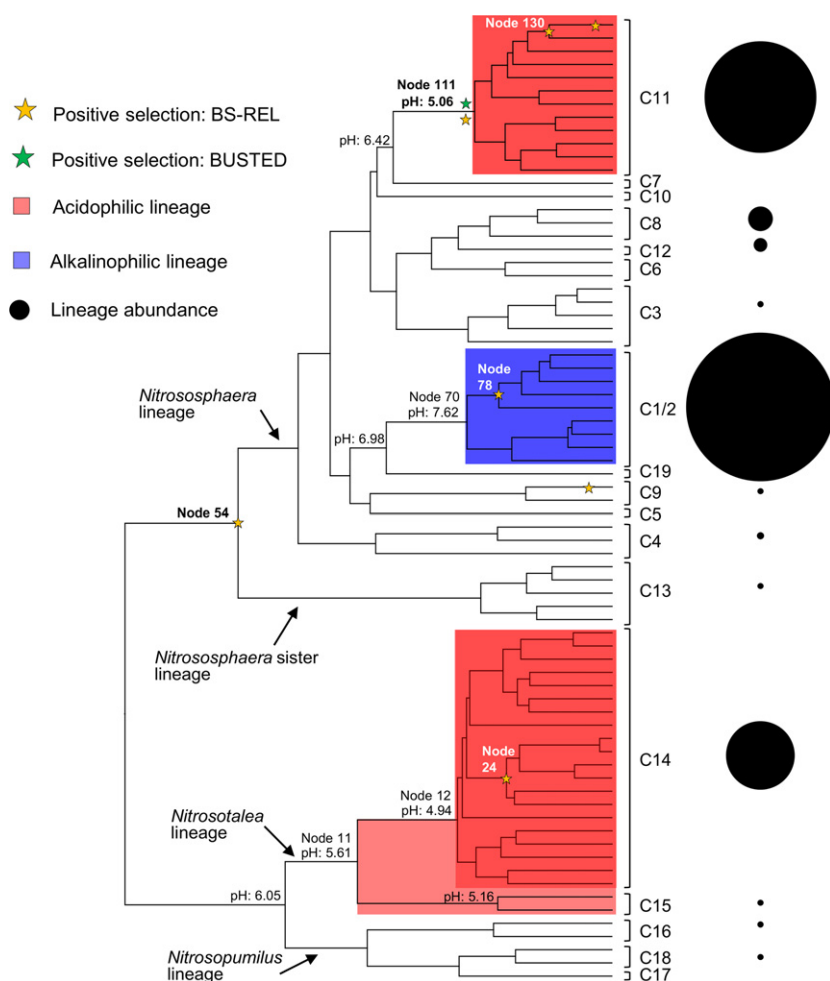 Positive selection: BS-REL
Positive selection: BUSTED
Acidophilic lineage
Alkalinophilic lineage
Lineage abundance
Node 130
Node 111
pH: 5.06
pH: 6.42
C11
C7
C10
C8
C12
C6
C3
Nitrososphaera
lineage
Node
78
Node 70
pH: 7.62
C1/2
pH: 6.98
C19
C9
C5
Node 54
C4
C13
Nitrososphaera sister
lineage
Node
24
C14
Node 12
pH: 4.94
Nitrosotalea
lineage
Node 11
pH: 5.61
pH: 5.16
C15
pH: 6.05
C16
Nitrosopumilus
lineage
C18
C17